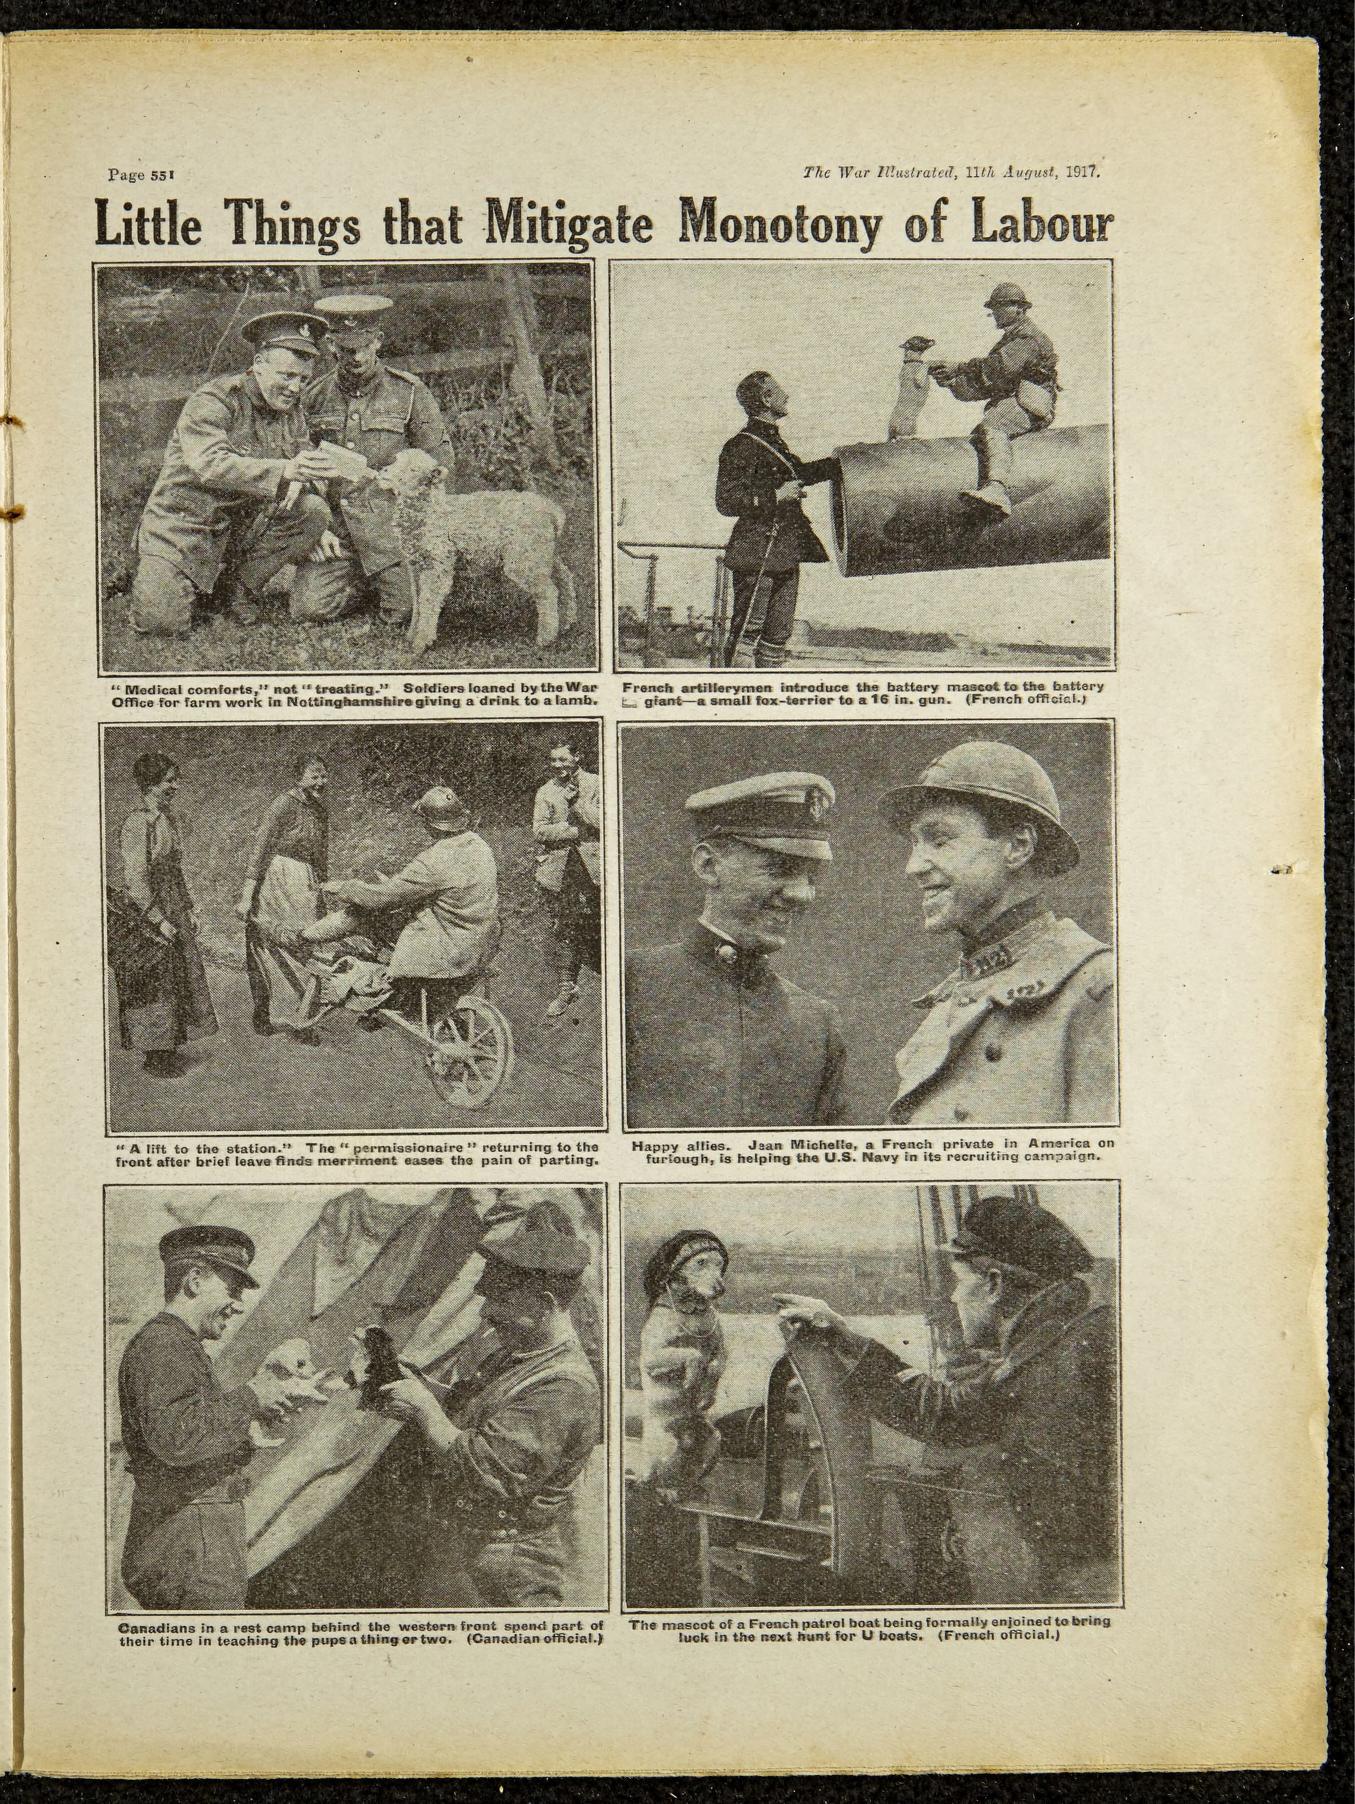 Page 551
The War Illustrated, 11th August, 1917.
Little Things that Mitigate Monotony of Labour
"Medical comforts," not "treating." Soldiers loaned by the War
Office for farm work in Nottinghamshire giving a drink to a lamb.
French artillerymen introduce the battery mascot to the battery
giant—a small fox-terrier to a 16 in. gun. (French official.)
"A lift to the station." The "permissionaire" returning to the
front after brief leave finds merriment eases the pain of parting.
Happy allies. Jean Michelle, a French private in America on
furlough, is helping the U.S. Navy in its recruiting campaign.
Canadians in a rest camp behind the western front spend part of
their time in teaching the pups a thing or two. (Canadian official.)
The mascot of a French patrol boat being formally enjoined to bring
luck in the next hunt for U boats. (French official.)